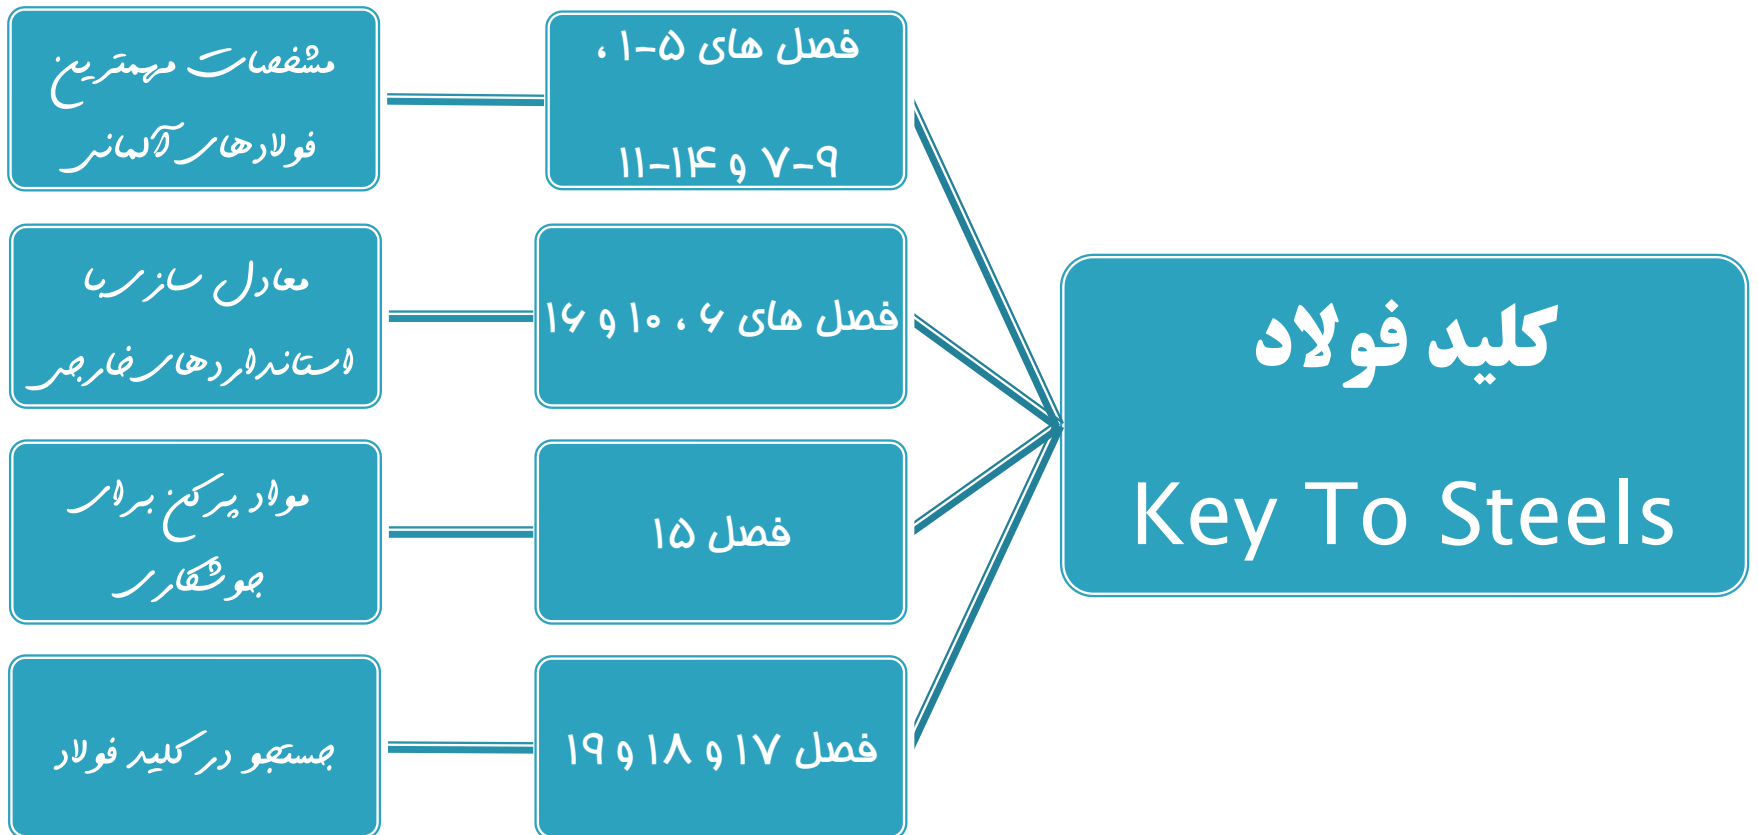 کلید فولاد
Key To Steels
فصل های ۵-۱ ،
۹-۷ و ۱۴-۱۱
مشخصات مهمترین
فولادهای آلمانی
فصل های ۶ ، ۱۰ و ۱۶
معادل سازی با
استانداردهای خارجی
فصل ۱۵
مواد پرکن برای
جوشکاری
فصل ۱۷ و ۱۸ و ۱۹
جستجو در کلید فولاد